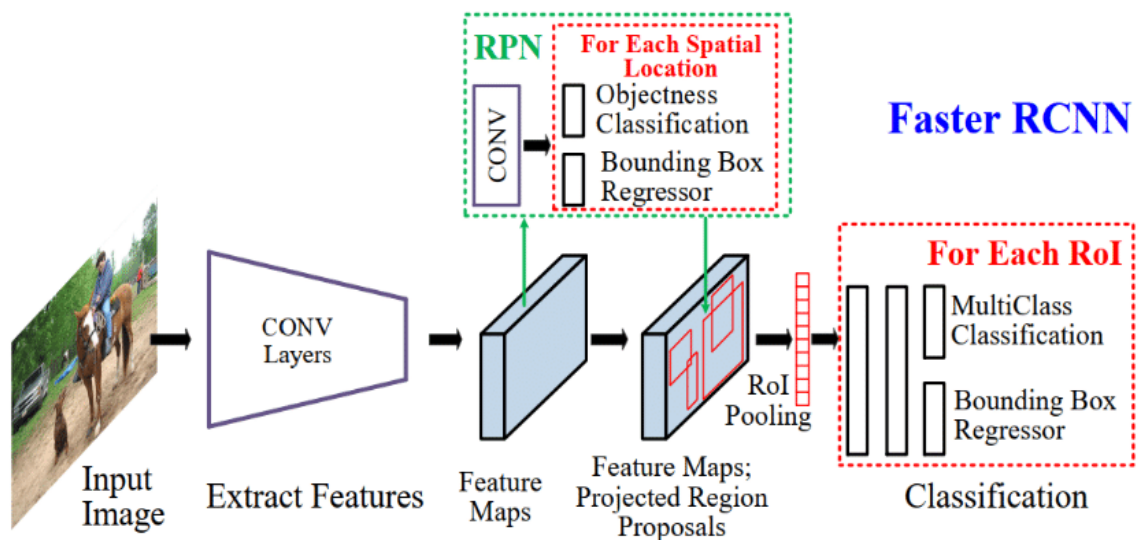 RPN
For Each Spatial
Location
CONV
Objectness
Classification
Bounding Box
Regressor
Faster RCNN
CONV
Layers
RoI
Pooling
For Each RoI
MultiClass
Classification
Bounding Box
Regressor
Input
Image
Extract Features
Feature
Maps
Feature Maps;
Projected Region
Proposals
Classification